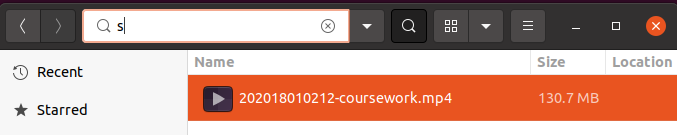 s
Name Size Location
Recent
202018010212-coursework.mp4 130.7 MB
Starred